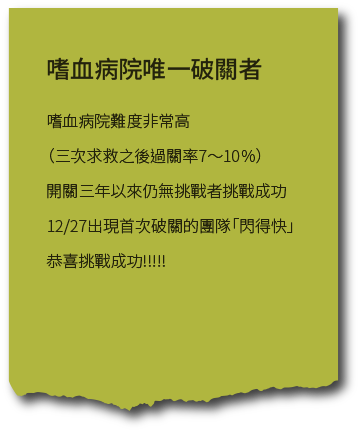 嗜血病院唯一破關者
嗜血病院難度非常高
（三次求救之後過關率7～10％）
開關三年以來仍無挑戰者挑戰成功
12/27出現首次破關的團隊「閃得快」
恭喜挑戰成功!!!!!